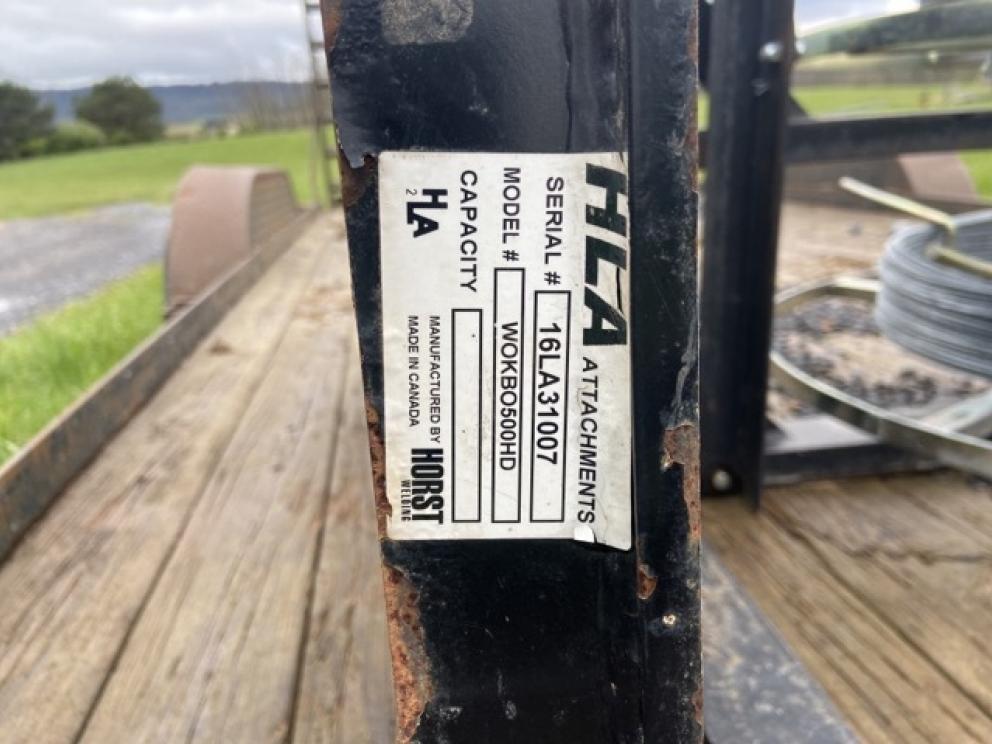 HLA ATTACHMENTS
SERIAL # 16LA31007
MODEL # WOKBO500HD
CAPACITY
HLA
2
MANUFACTURED BY
MADE IN CANADA
HORST
WELDING